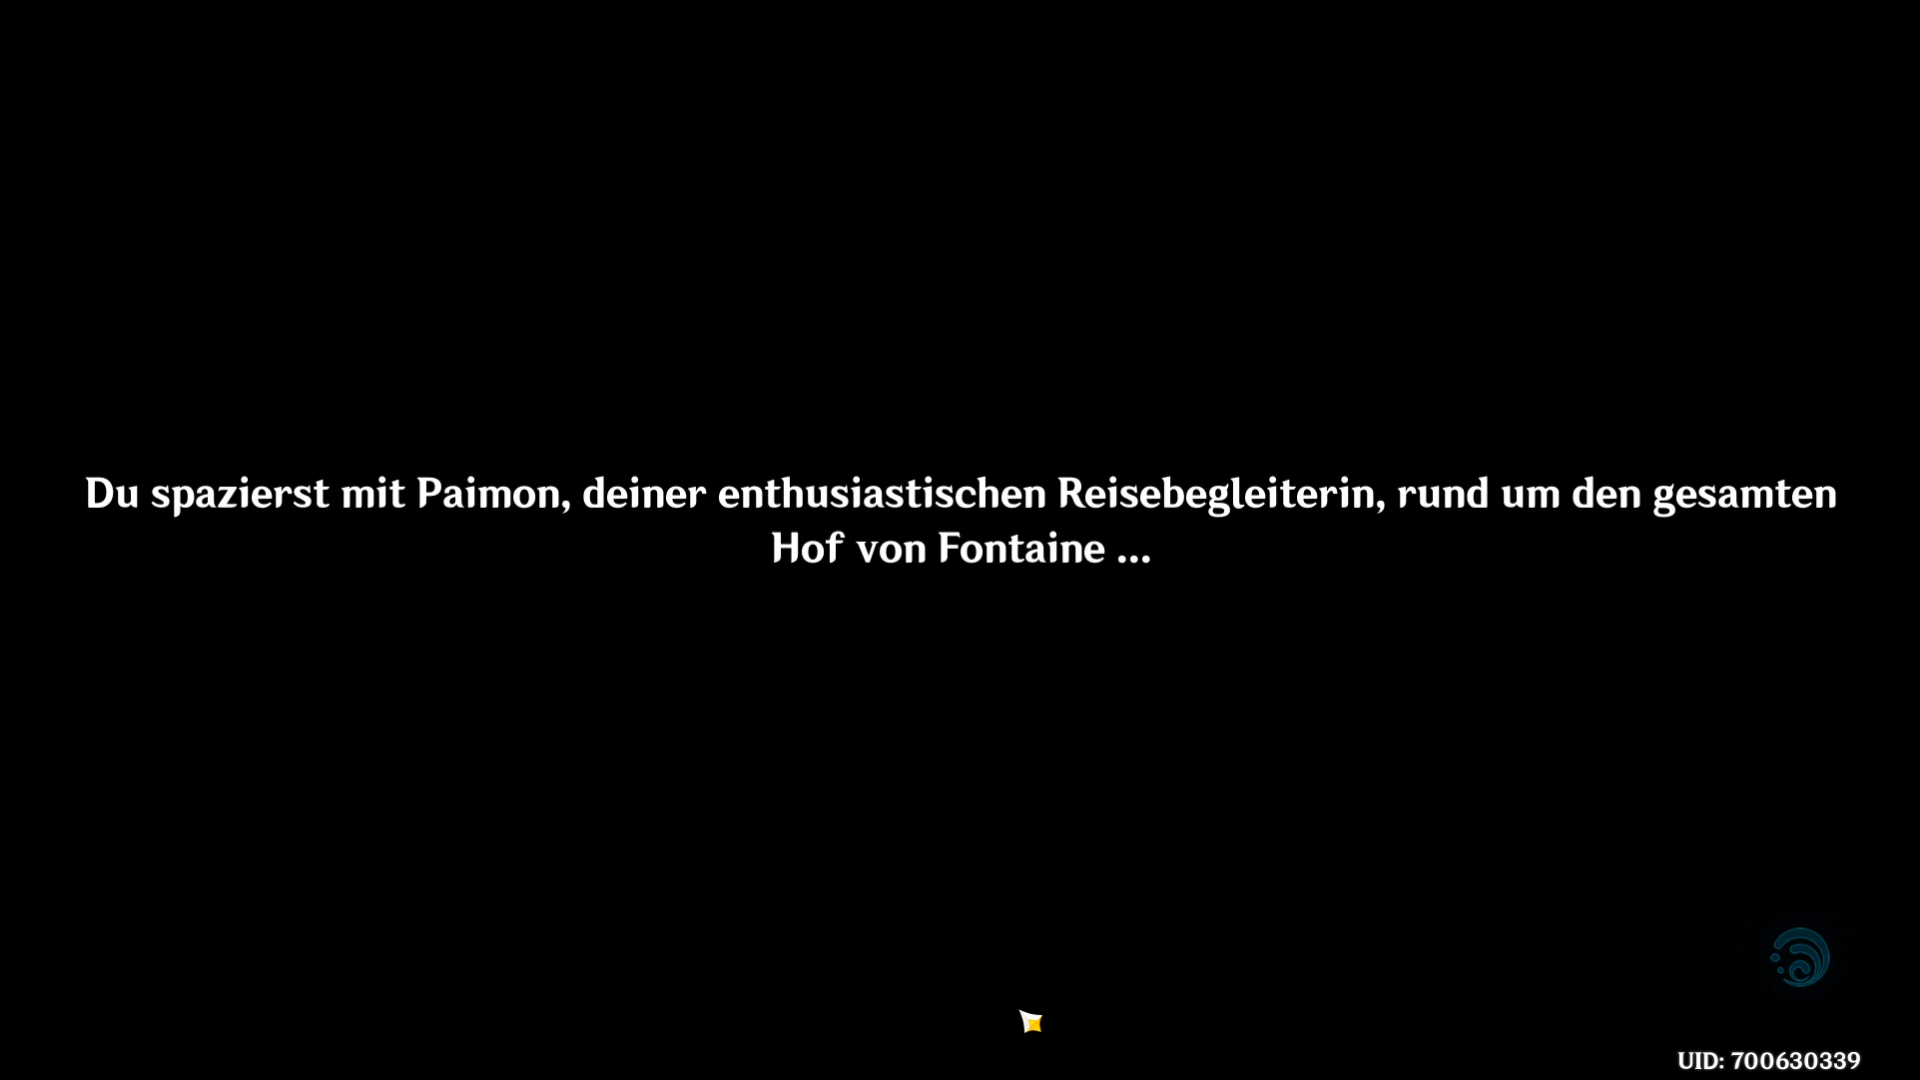 Du spazierst mit Paimon, deiner enthusiastischen Reisebegleiterin, rund um den gesamten
Hof von Fontaine ...
UID: 700630339